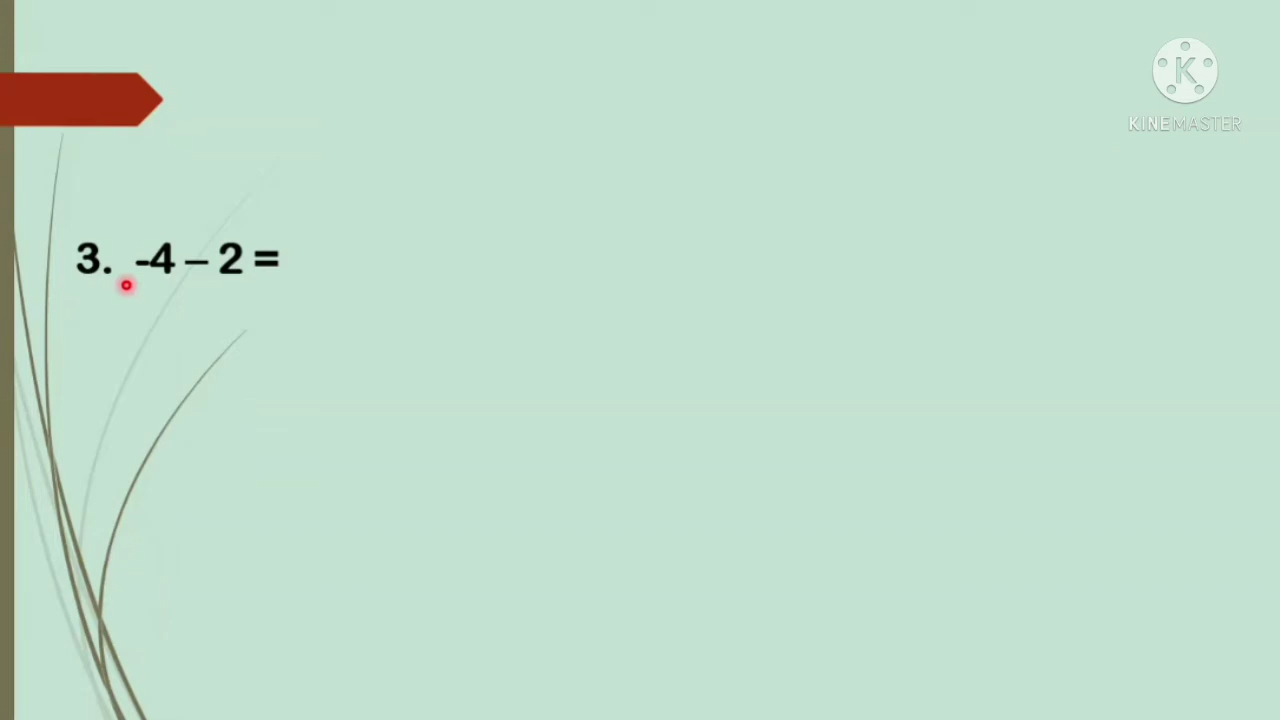 K
KINEMASTER
3. -4 – 2 =